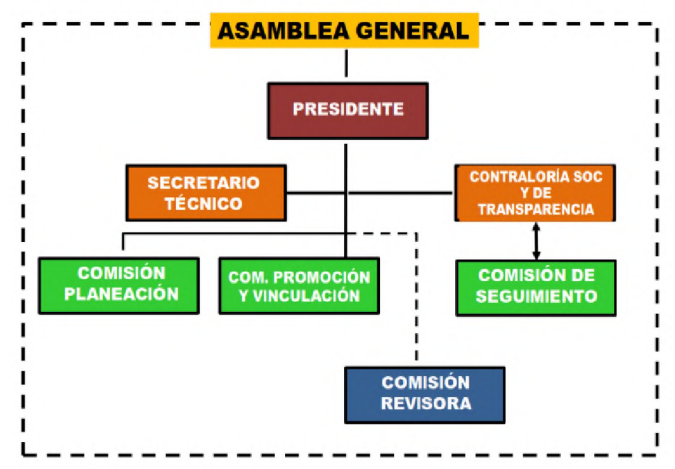 ASAMBLEA GENERAL
PRESIDENTE
SECRETARIO
TÉCNICO
CONTRALORÍA SOC
Y DE
TRANSPARENCIA
COMISIÓN
PLANEACIÓN
COM. PROMOCIÓN
Y VINCULACIÓN
COMISIÓN DE
SEGUIMIENTO
COMISIÓN
REVISORA